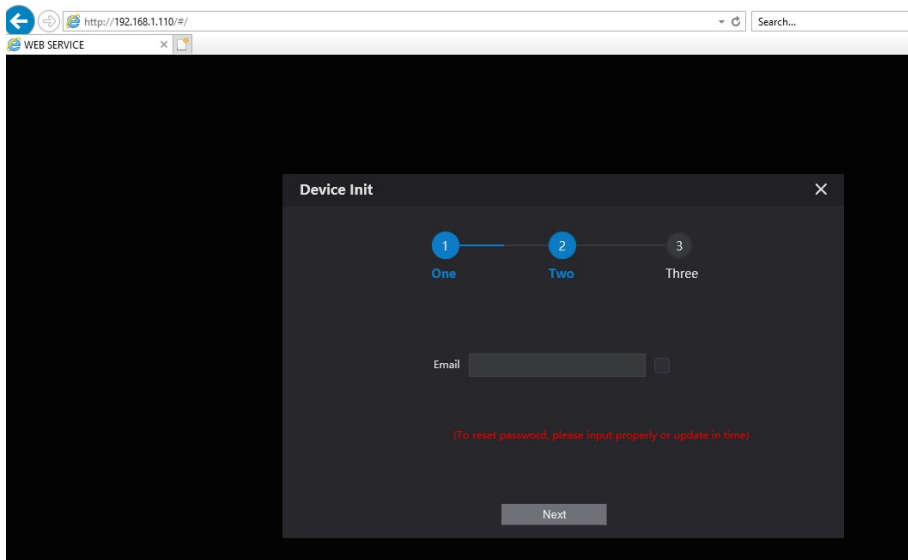 http://192.168.1.110/#/
Search...
WEB SERVICE
Device Init
1
2
3
One
Two
Three
Email
(To reset password, please input properly or update in time)
Next